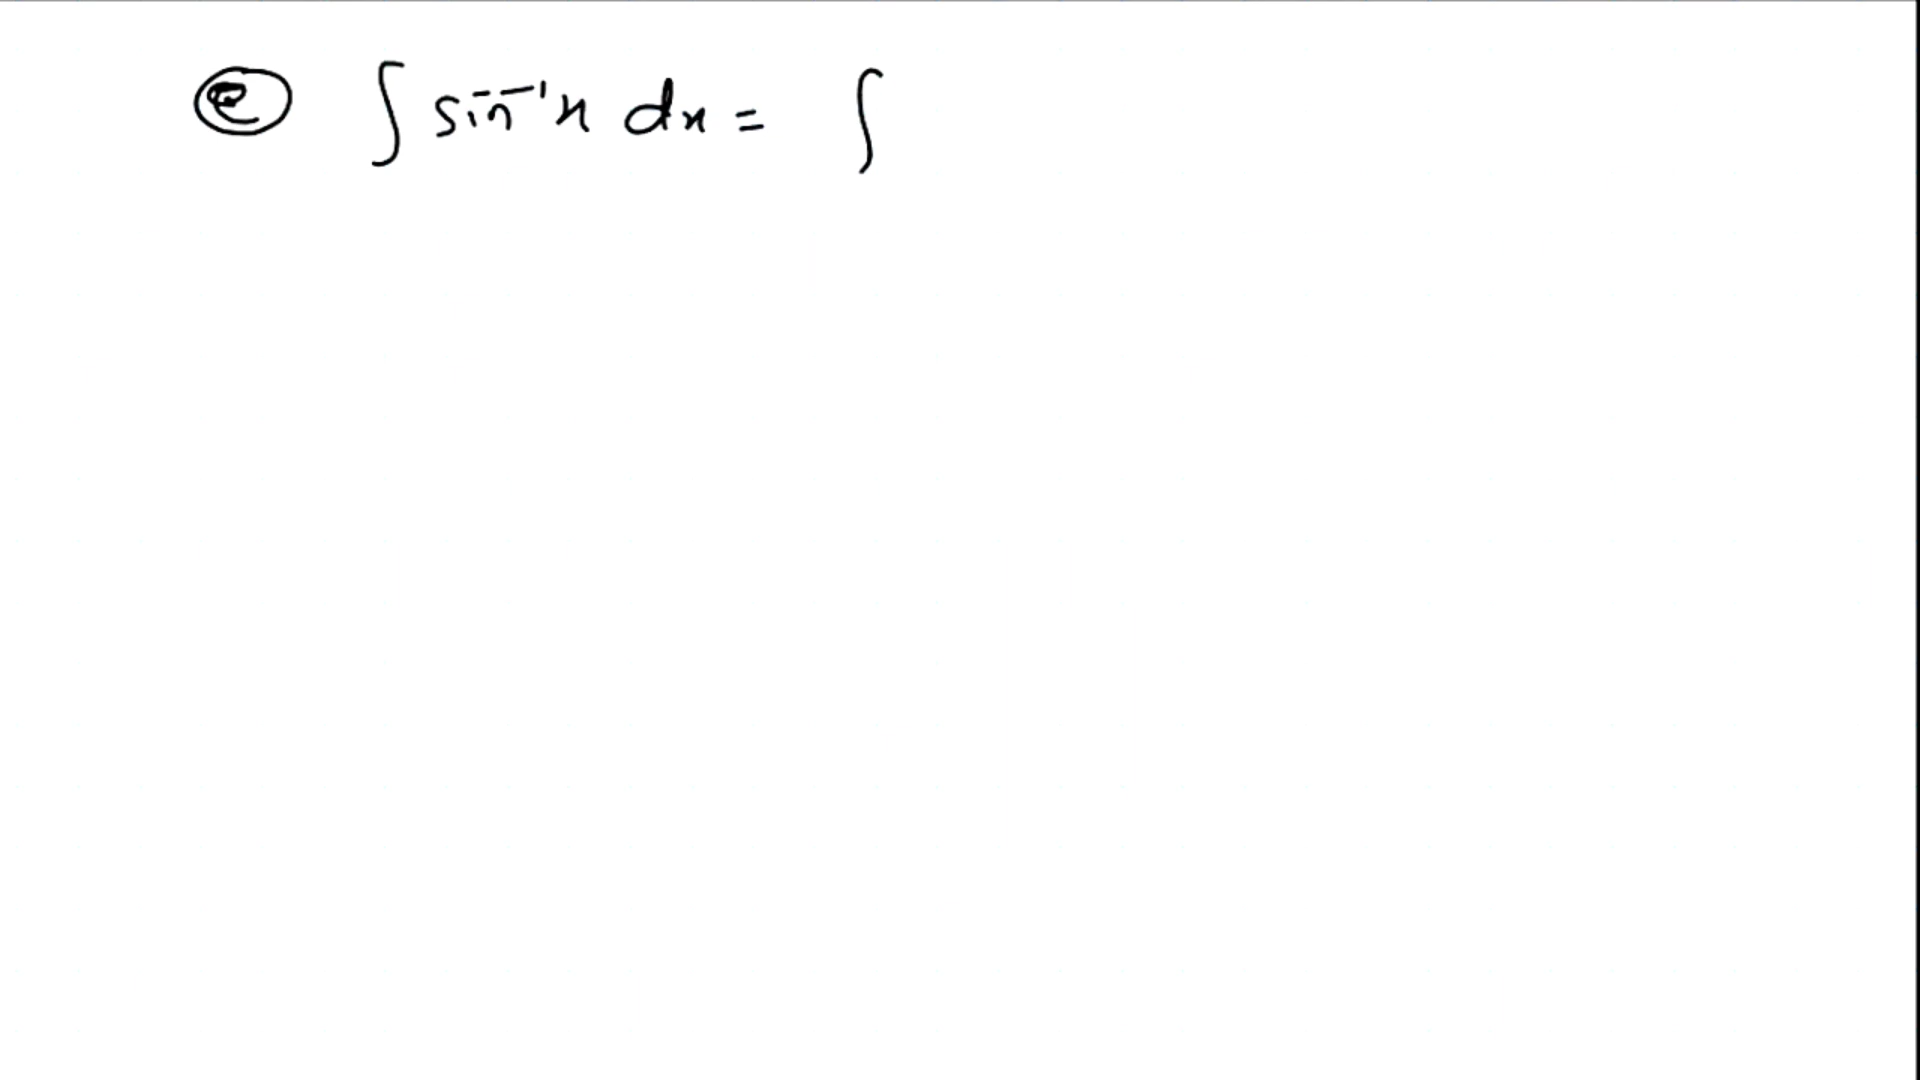 ⓔ ∫ sin⁻¹x dx = ∫